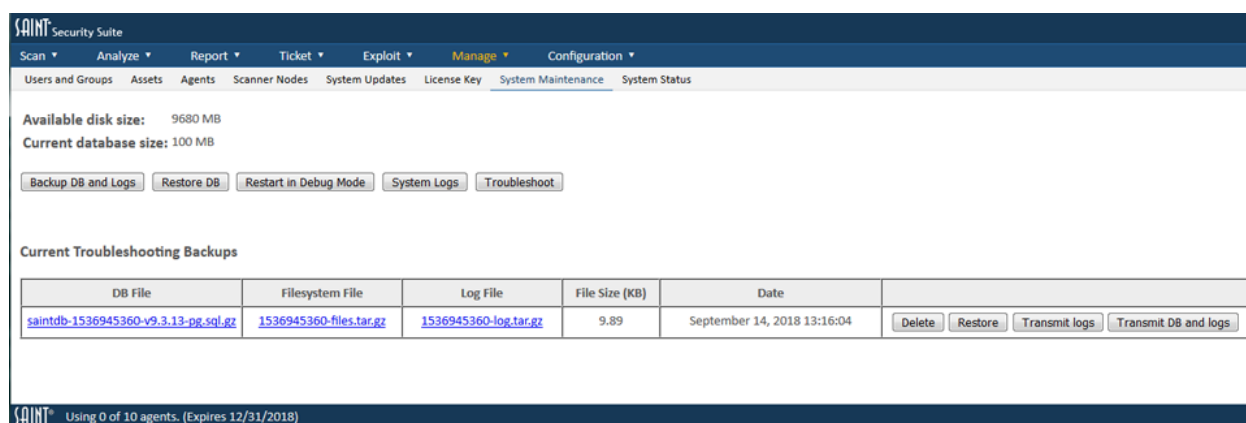 SAINT Security Suite
Scan ▼ Analyze ▼ Report ▼ Ticket ▼ Exploit ▼ Manage ▼ Configuration ▼
Users and Groups Assets Agents Scanner Nodes System Updates License Key System Maintenance System Status
Available disk size: 9680 MB
Current database size: 100 MB
Backup DB and Logs Restore DB Restart in Debug Mode System Logs Troubleshoot
Current Troubleshooting Backups
DB File Filesystem File Log File File Size (KB) Date
saintdb-1536945360-v9.3.13-pg.sql.gz 1536945360-files.tar.gz 1536945360-log.tar.gz 9.89 September 14, 2018 13:16:04 Delete Restore Transmit logs Transmit DB and logs
SAINT® Using 0 of 10 agents. (Expires 12/31/2018)